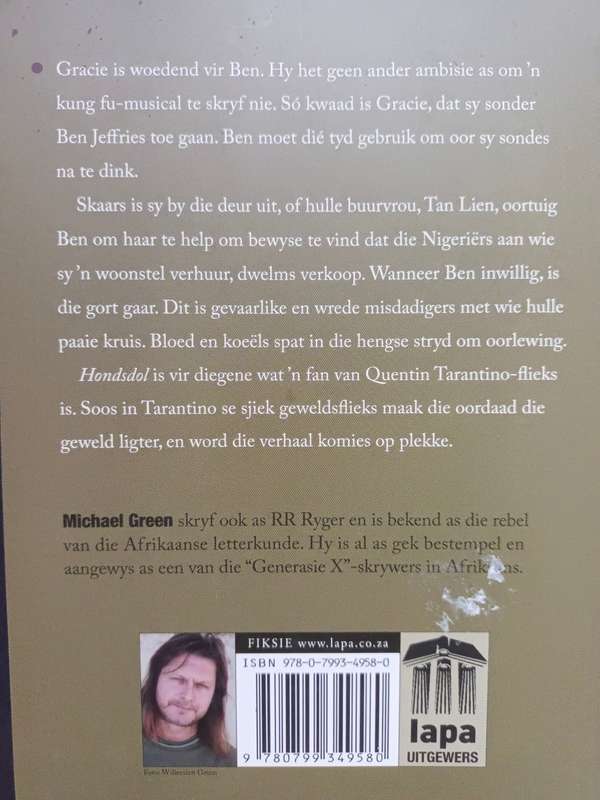 Gracie is woedend vir Ben. Hy het geen ander ambisie as om 'n
kung fu-musical te skryf nie. Só kwaad is Gracie, dat sy sonder
Ben Jeffries toe gaan. Ben moet dié tyd gebruik om oor sy sondes
na te dink.
Skaars is sy by die deur uit, of hulle buurvrou, Tan Lien, oortuig
Ben om haar te help om bewyse te vind dat die Nigeriërs aan wie
sy 'n woonstel verhuur, dwelms verkoop. Wanneer Ben inwillig, is
die gort gaar. Dit is gevaarlike en wrede misdadigers met wie hulle
paaie kruis. Bloed en koeëls spat in die hengse stryd om oorlewing.
Hondsdol is vir diegene wat 'n fan van Quentin Tarantino-flieks
is. Soos in Tarantino se sjiek geweldsflieks maak die oordaad die
geweld ligter, en word die verhaal komies op plekke.
Michael Green skryf ook as RR Ryger en is bekend as die rebel
van die Afrikaanse letterkunde. Hy is al as gek bestempel en
aangewys as een van die "Generasie X"-skrywers in Afrikaans.
FIKSIE www.lapa.co.za
ISBN 978-0-7993-4958-0
9 780799 349580
lapa
UITGEWERS
Foto: